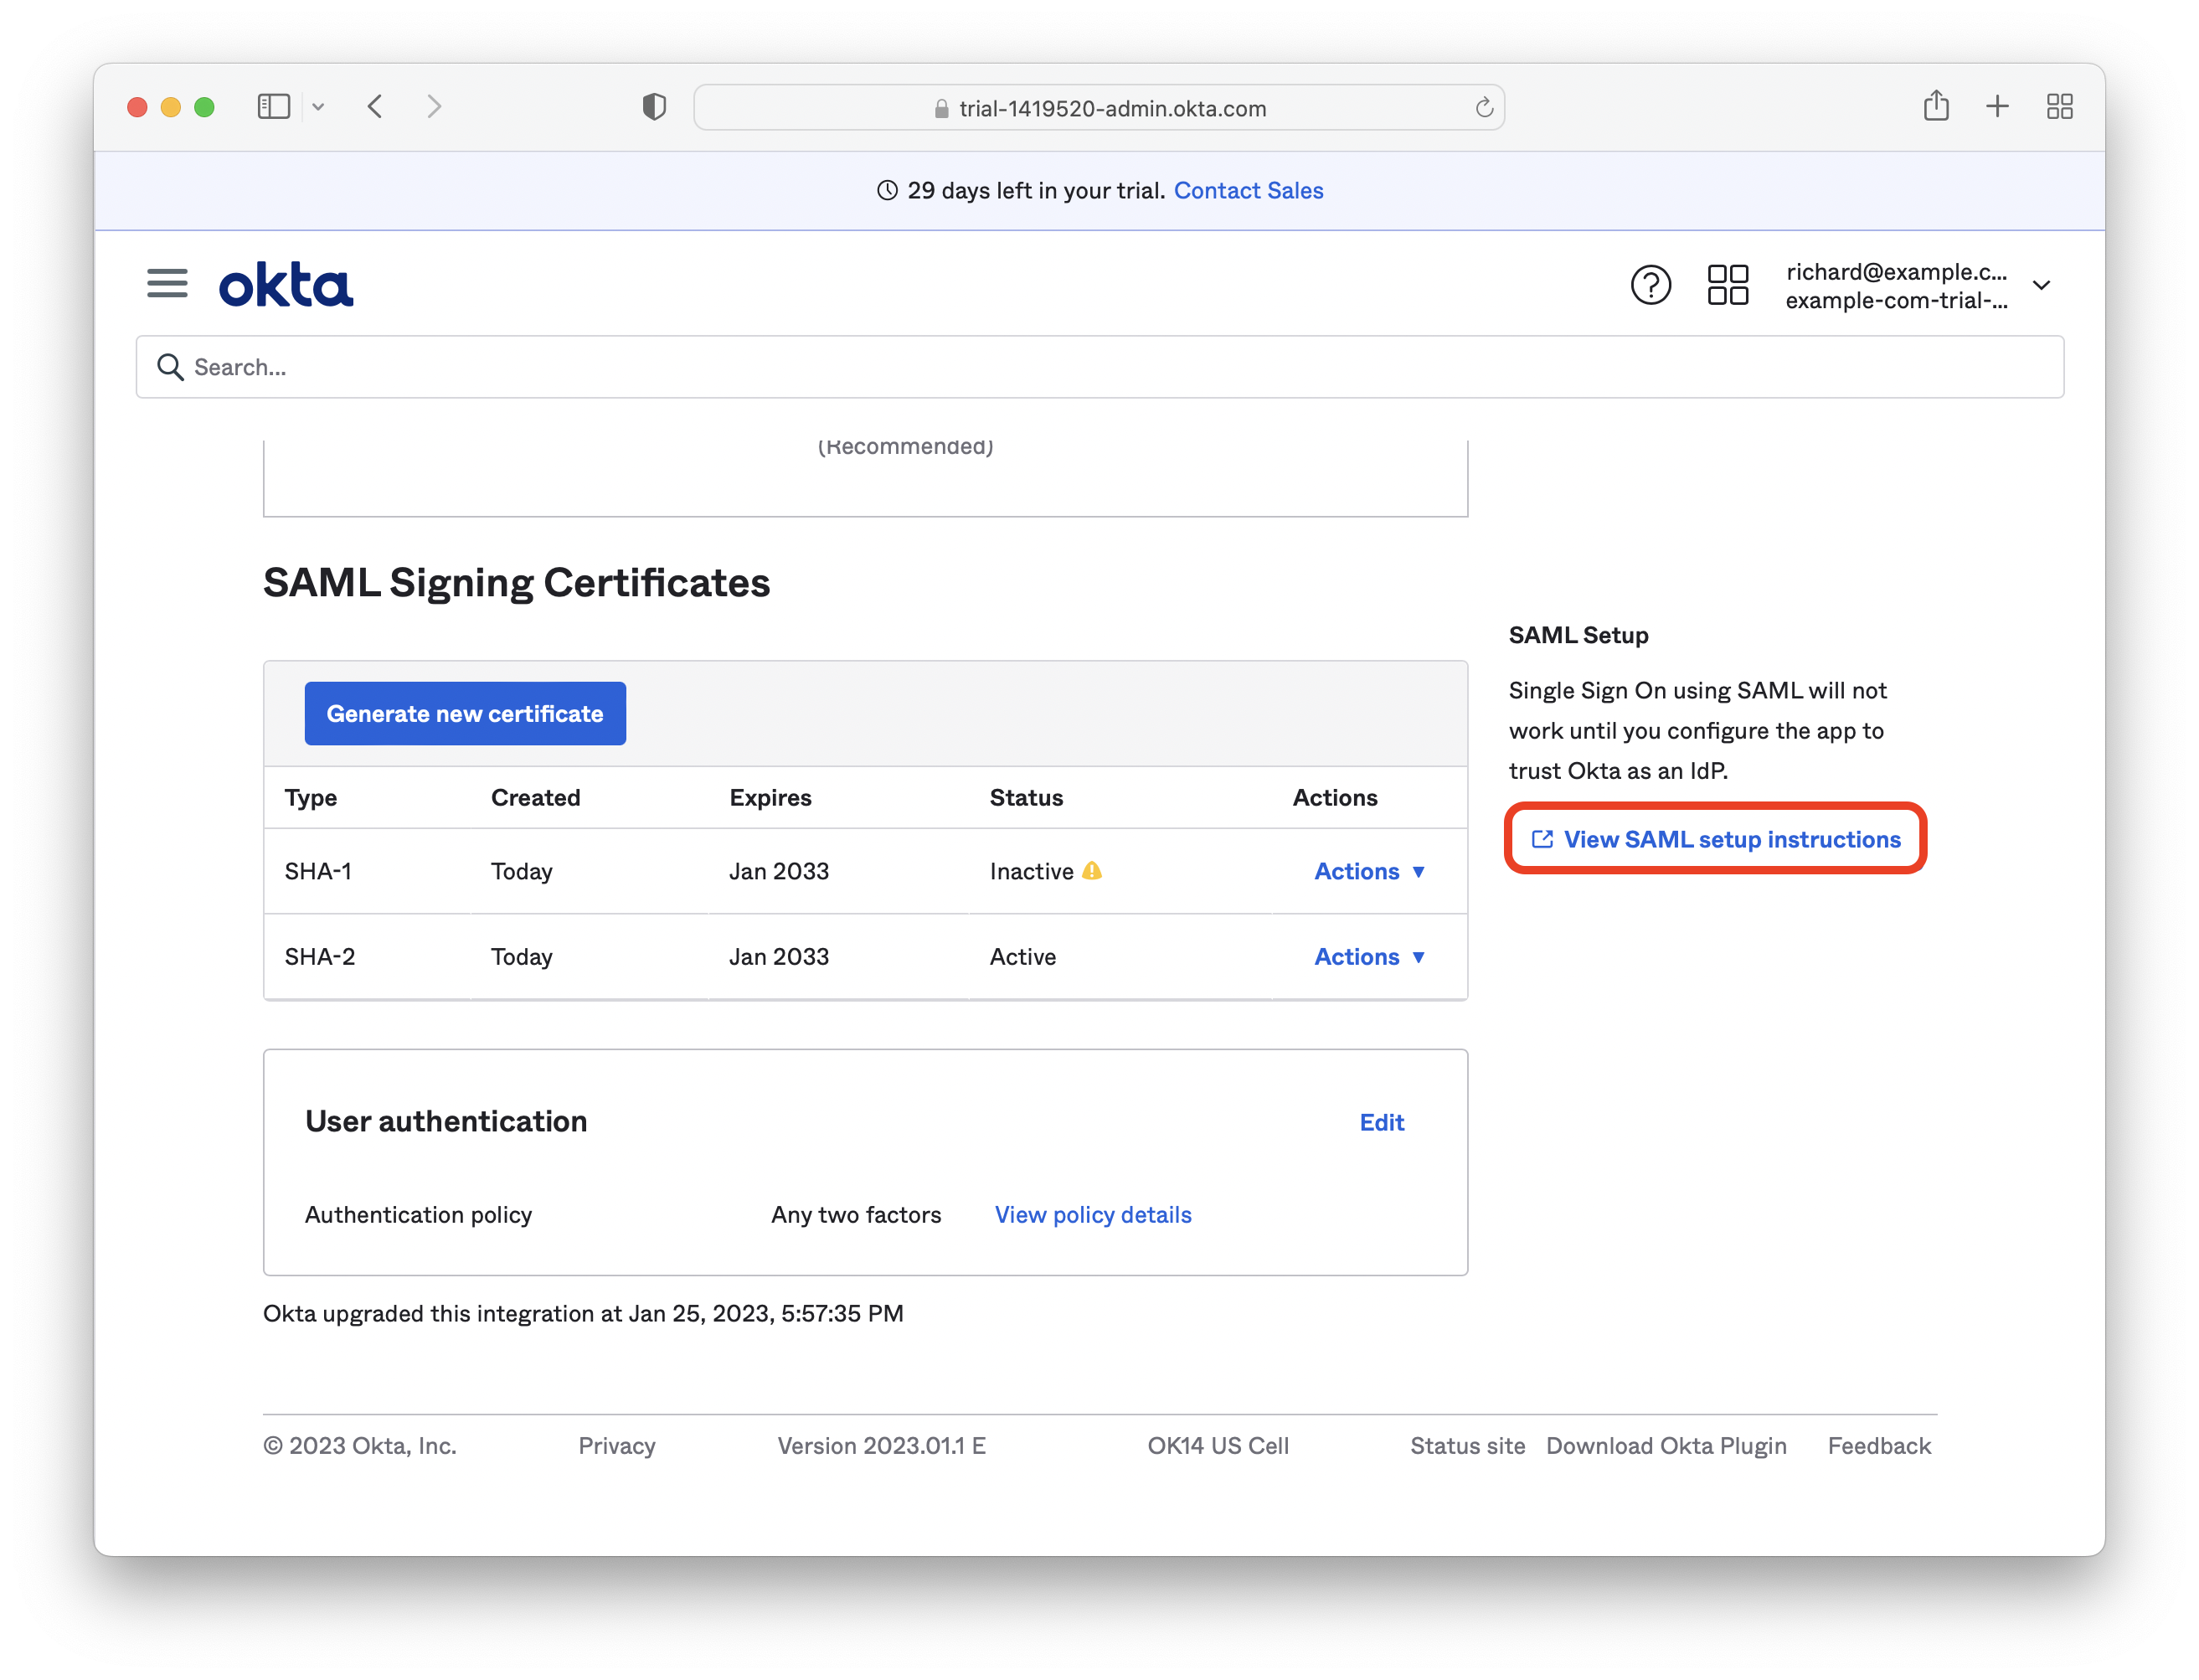 trial-1419520-admin.okta.com
29 days left in your trial. Contact Sales
okta
richard@example.c...
example-com-trial-...
Search...
(Recommended)
SAML Signing Certificates
SAML Setup
Single Sign On using SAML will not
work until you configure the app to
trust Okta as an IdP.
View SAML setup instructions
Generate new certificate
Type Created Expires Status Actions
SHA-1 Today Jan 2033 Inactive Actions ▼
SHA-2 Today Jan 2033 Active Actions ▼
User authentication Edit
Authentication policy Any two factors View policy details
Okta upgraded this integration at Jan 25, 2023, 5:57:35 PM
© 2023 Okta, Inc. Privacy Version 2023.01.1 E OK14 US Cell Status site Download Okta Plugin Feedback